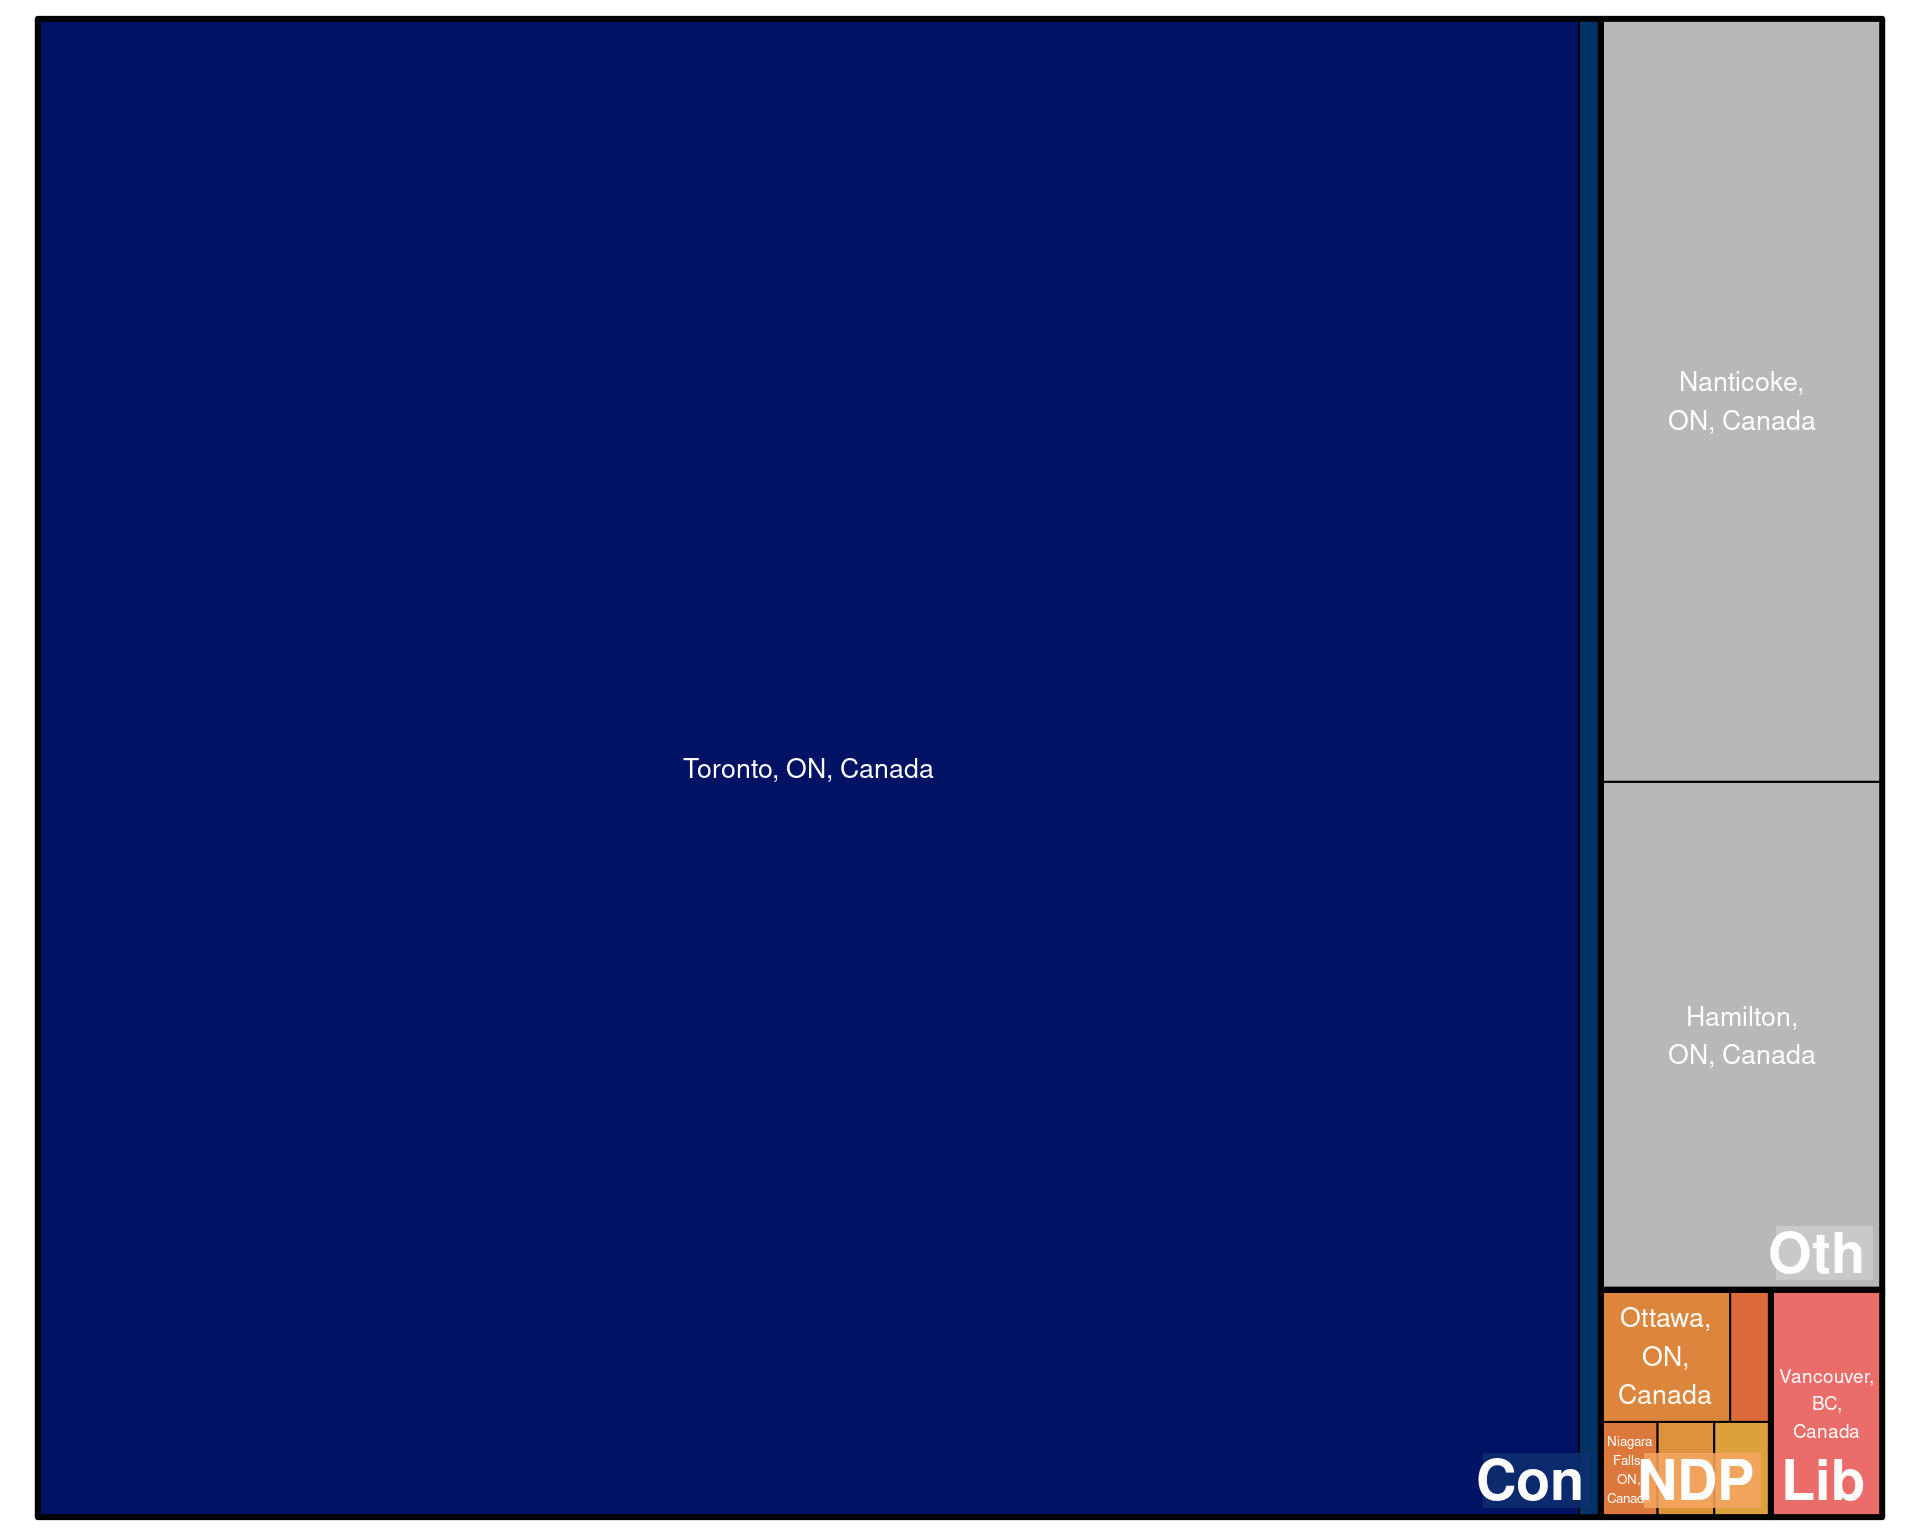 Toronto, ON, Canada
Con
Nanticoke,
ON, Canada
Hamilton,
ON, Canada
Oth
Ottawa,
ON,
Canada
Niagara
Falls,
ON,
Canada
NDP
Vancouver,
BC,
Canada
Lib